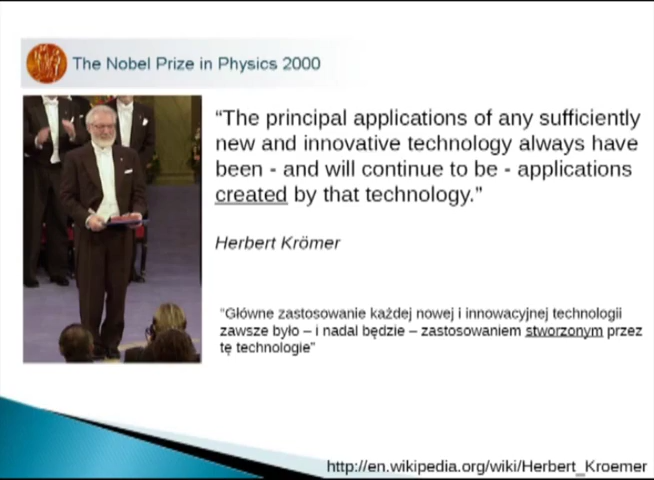 The Nobel Prize in Physics 2000
“The principal applications of any sufficiently
new and innovative technology always have
been - and will continue to be - applications
created by that technology.”
Herbert Krömer
“Główne zastosowanie każdej nowej i innowacyjnej technologii
zawsze było – i nadal będzie – zastosowaniem stworzonym przez
tę technologie”
http://en.wikipedia.org/wiki/Herbert_Kroemer